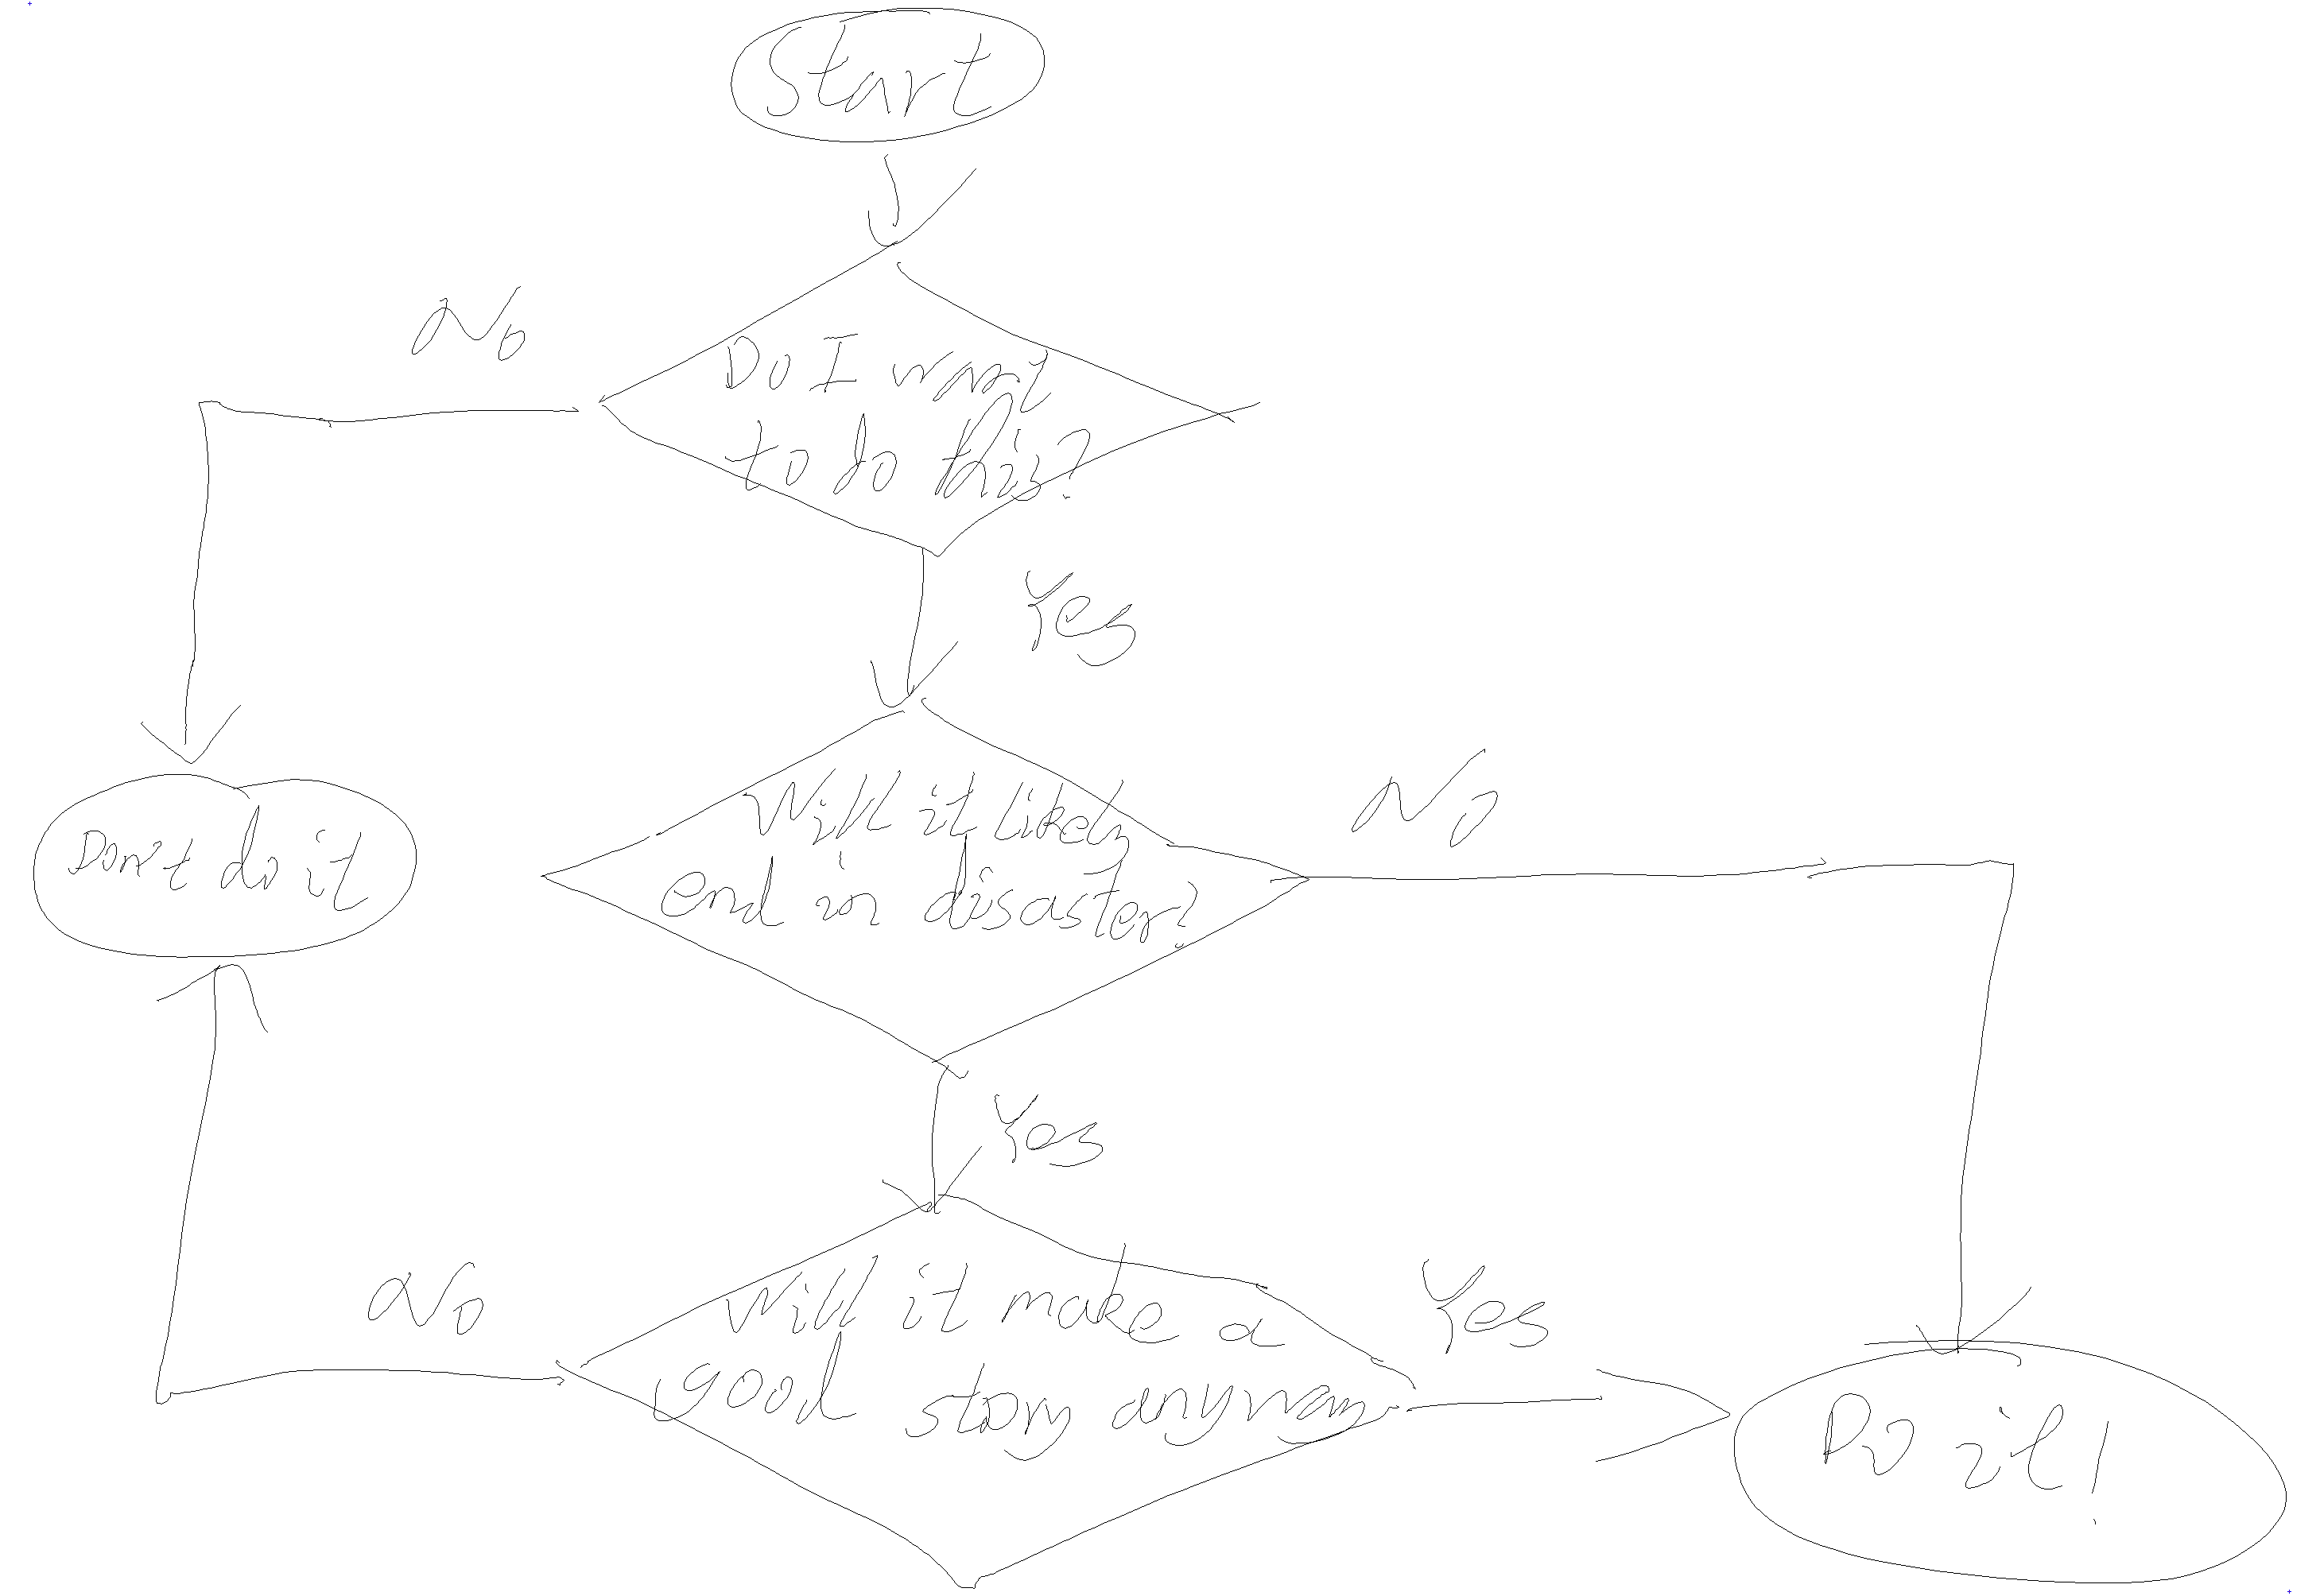 Start
No
Do I want
to do this?
Yes
Don't do it
Will it likely
end in disaster?
No
Yes
No
Will it make a
good story anyway
Yes
Do it!